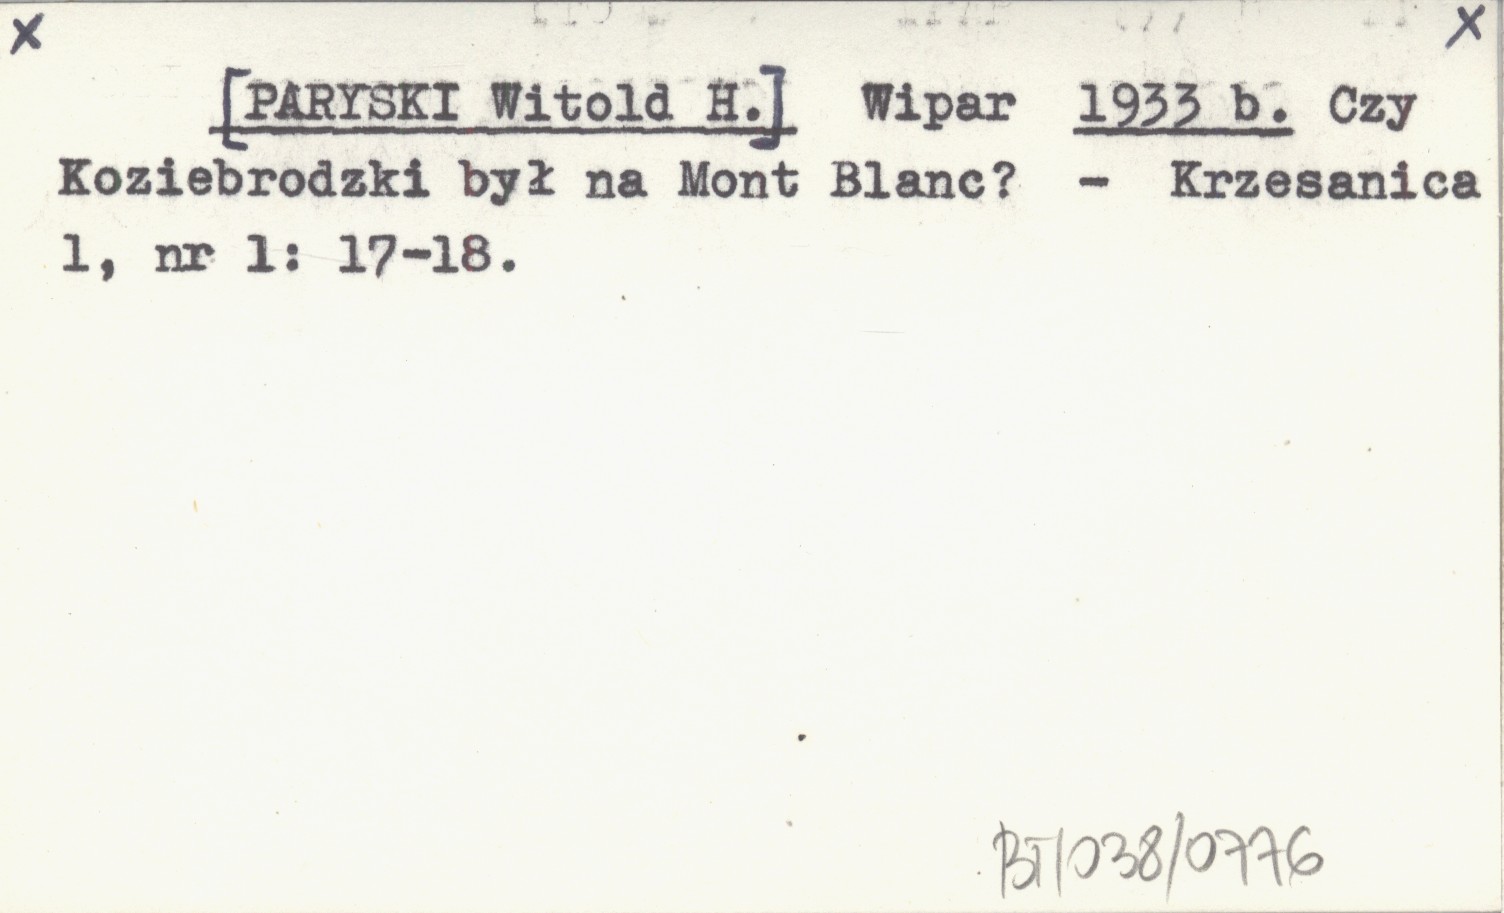 x x
[PARYSKI Witold H.] Wipar 1933 b. Czy
Koziebrodzki był na Mont Blanc? - Krzesanica
1, nr 1: 17-18.
BT/038/0776